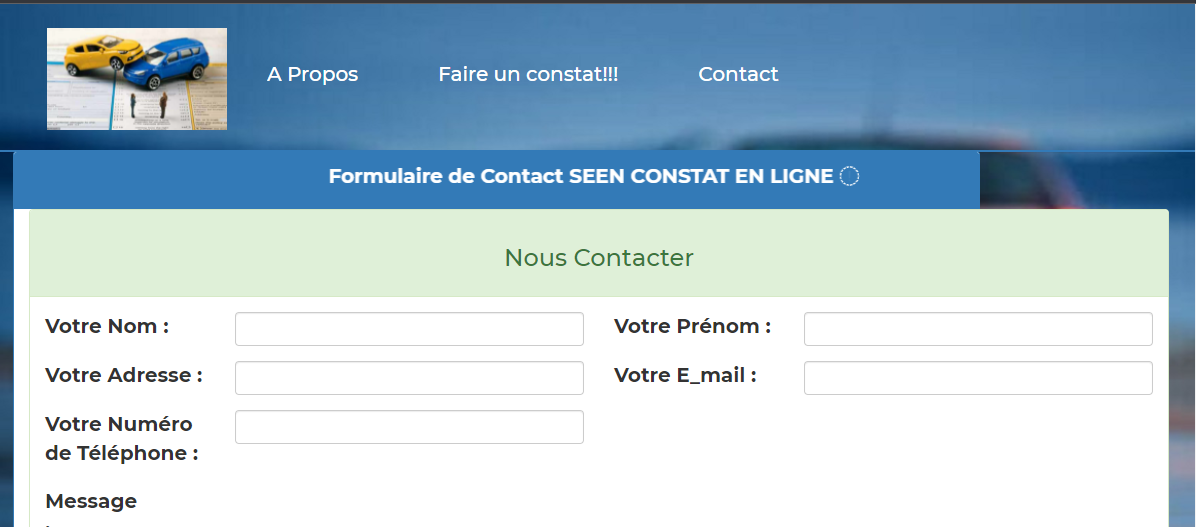 A Propos Faire un constat!!! Contact
Formulaire de Contact SEEN CONSTAT EN LIGNE
Nous Contacter
Votre Nom : Votre Prénom :
Votre Adresse : Votre E_mail :
Votre Numéro
de Téléphone :
Message